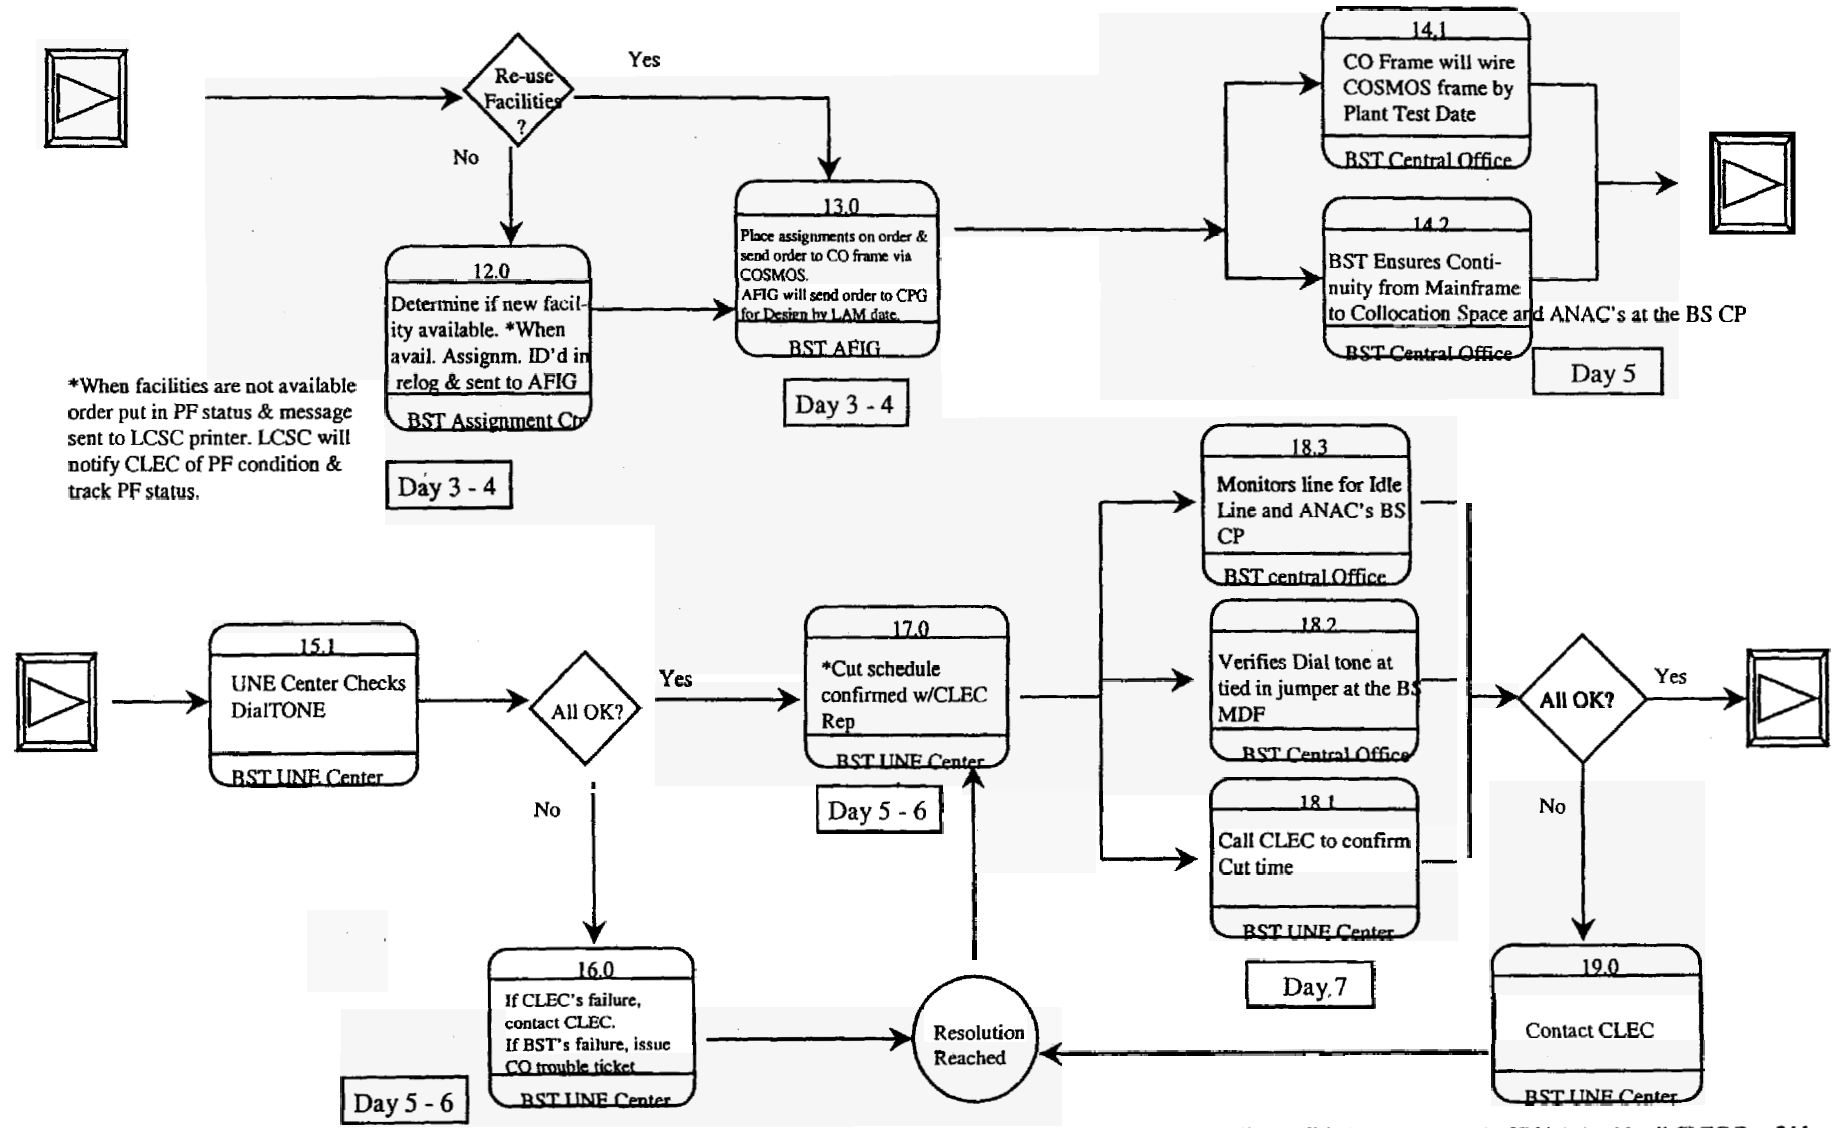 Re-use
Facilities
?
Yes
No
12.0
Determine if new facil-
ity available. *When
avail. Assignm. ID'd in
relog & sent to AFIG
BST Assignment Ctr
Day 3 - 4
*When facilities are not available
order put in PF status & message
sent to LCSC printer. LCSC will
notify CLEC of PF condition &
track PF status.
13.0
Place assignments on order &
send order to CO frame via
COSMOS.
AFIG will send order to CPG
for Design by LAM date.
BST AFIG
Day 3 - 4
14.1
CO Frame will wire
COSMOS frame by
Plant Test Date
BST Central Office
14.2
BST Ensures Conti-
nuity from Mainframe
to Collocation Space and ANAC's at the BS CP
BST Central Office
Day 5
15.1
UNE Center Checks
DialTONE
BST UNE Center
All OK?
Yes
No
16.0
If CLEC's failure,
contact CLEC.
If BST's failure, issue
CO trouble ticket
BST UNE Center
Day 5 - 6
17.0
*Cut schedule
confirmed w/CLEC
Rep
BST UNE Center
Day 5 - 6
Resolution
Reached
18.3
Monitors line for Idle
Line and ANAC's BS
CP
BST central Office
18.2
Verifies Dial tone at
tied in jumper at the BS
MDF
BST Central Office
18.1
Call CLEC to confirm
Cut time
BST UNE Center
Day 7
All OK?
Yes
No
19.0
Contact CLEC
BST UNE Center